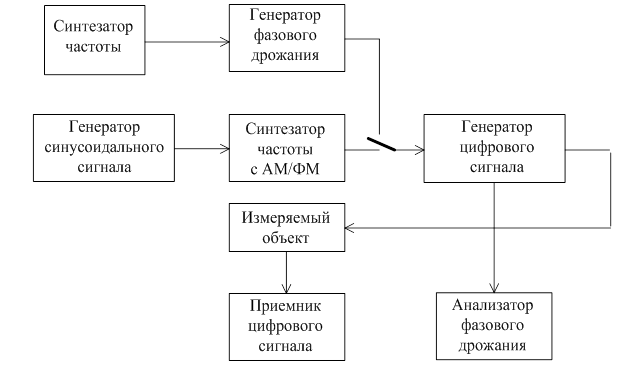 Синтезатор
частоты
Генератор
фазового
дрожания
Генератор
синусоидального
сигнала
Синтезатор
частоты
с АМ/ФМ
Генератор
цифрового
сигнала
Измеряемый
объект
Приемник
цифрового
сигнала
Анализатор
фазового
дрожания